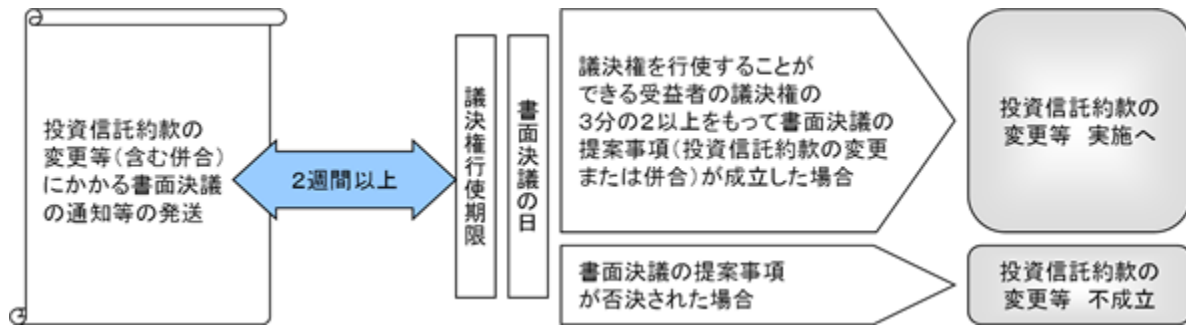 投資信託約款の
変更等(含む併合)
にかかる書面決議
の通知等の発送
２週間以上
議決権行使期限
書面決議の日
議決権を行使することが
できる受益者の議決権の
３分の２以上をもって書面決議の
提案事項(投資信託約款の変更
または併合)が成立した場合
投資信託約款の
変更等　実施へ
書面決議の提案事項
が否決された場合
投資信託約款の
変更等　不成立